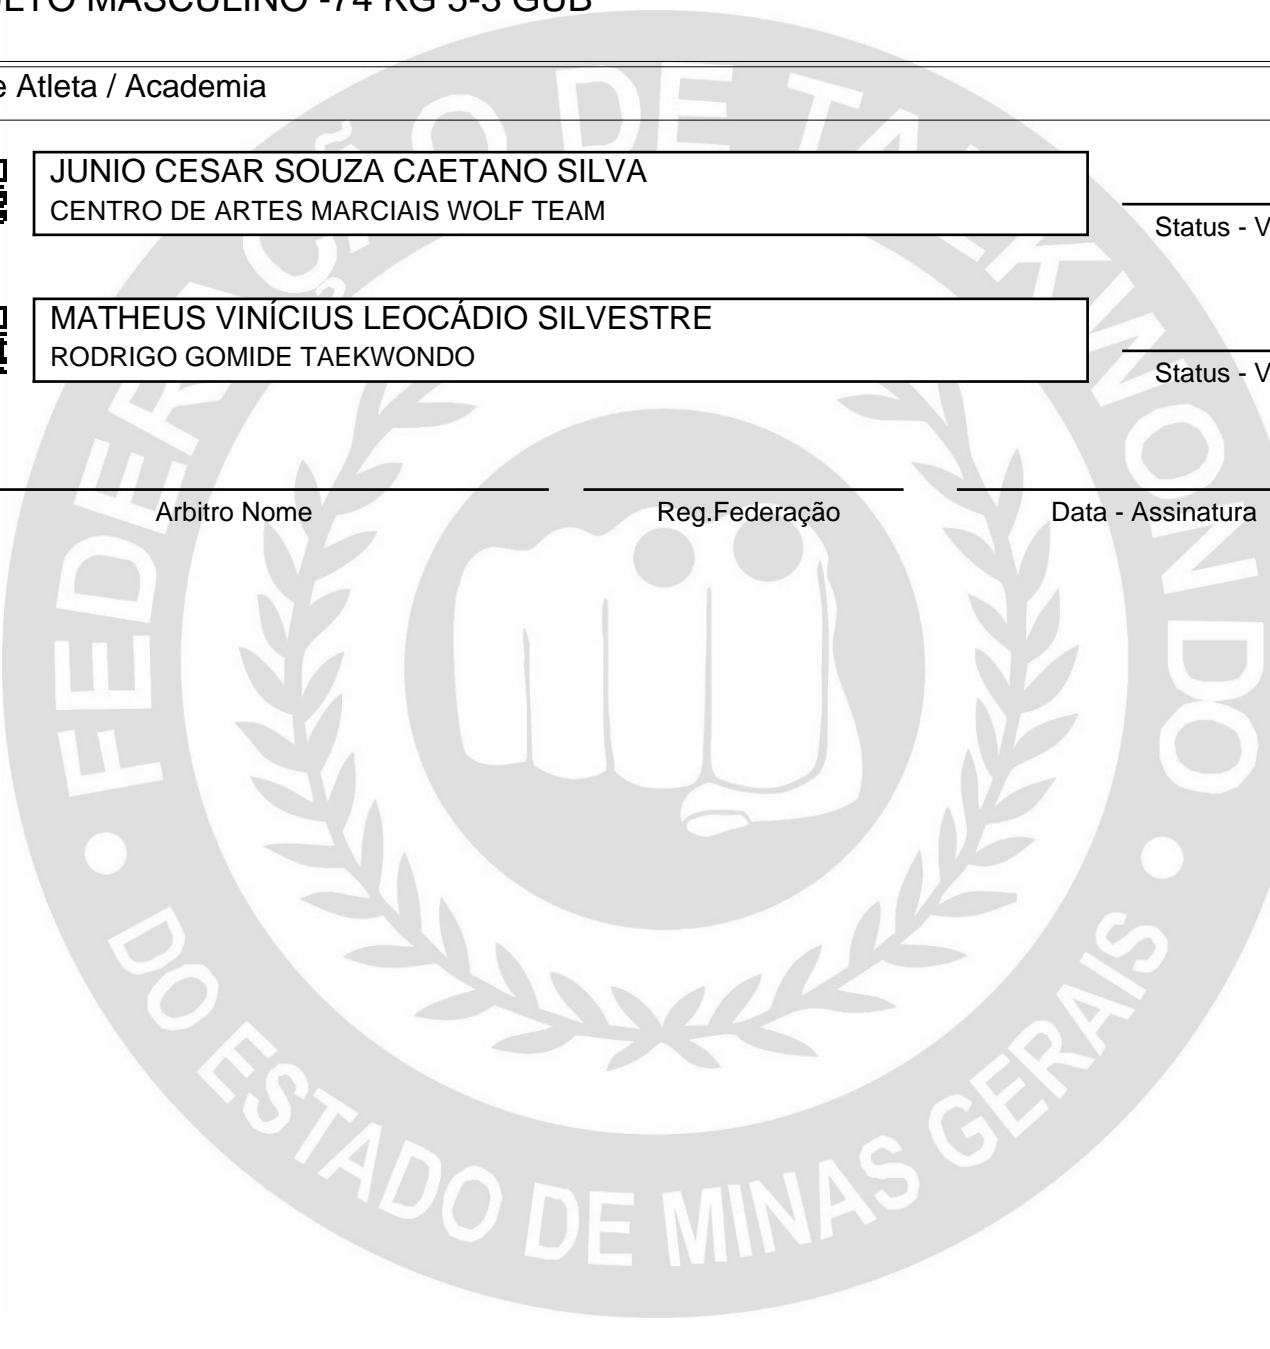 MASCULINO -74 KG 5-3 GUB
Atleta / Academia
JUNIO CESAR SOUZA CAETANO SILVA
CENTRO DE ARTES MARCIAIS WOLF TEAM
Status - V
MATHEUS VINÍCIUS LEOCÁDIO SILVESTRE
RODRIGO GOMIDE TAEKWONDO
Status - V
Arbitro Nome
Reg.Federação
Data - Assinatura
FEDERAÇÃO DE TAEKWONDO
DO ESTADO DE MINAS GERAIS